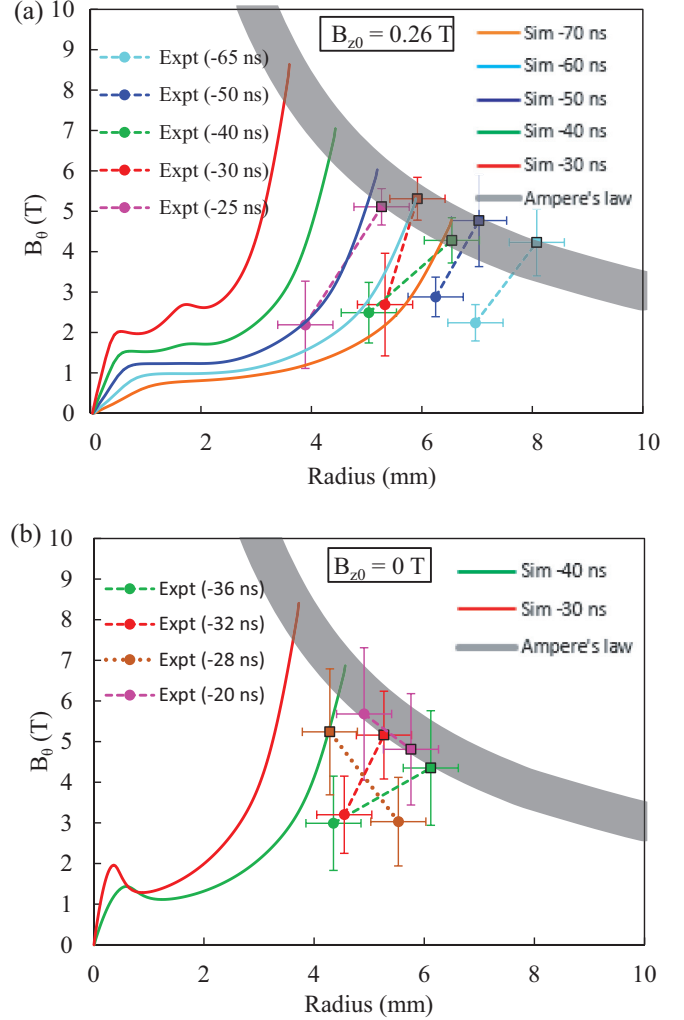 (a)
B_z0 = 0.26 T
Expt (-65 ns)
Expt (-50 ns)
Expt (-40 ns)
Expt (-30 ns)
Expt (-25 ns)
Sim -70 ns
Sim -60 ns
Sim -50 ns
Sim -40 ns
Sim -30 ns
Ampere's law
B_θ (T)
10
9
8
7
6
5
4
3
2
1
0
0 2 4 6 8 10
Radius (mm)
(b)
B_z0 = 0 T
Expt (-36 ns)
Expt (-32 ns)
Expt (-28 ns)
Expt (-20 ns)
Sim -40 ns
Sim -30 ns
Ampere's law
B_θ (T)
10
9
8
7
6
5
4
3
2
1
0
0 2 4 6 8 10
Radius (mm)